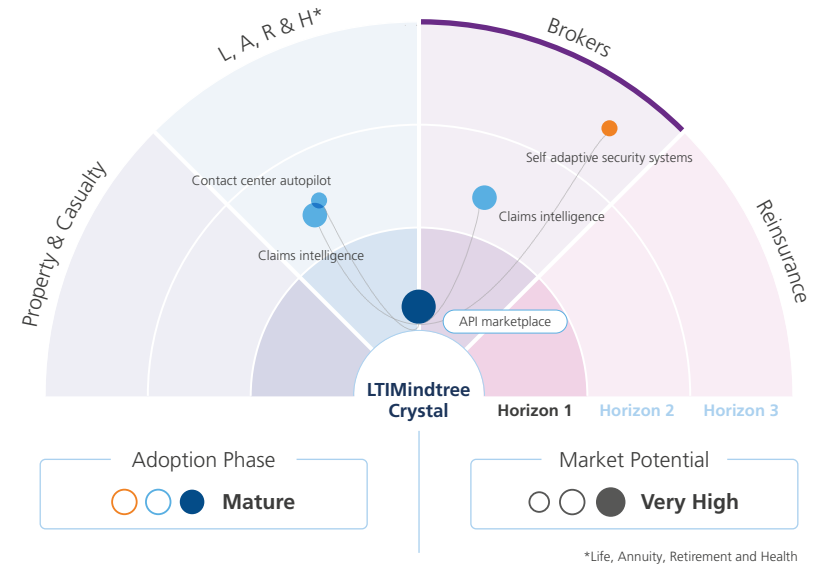 L, A, R & H*
Brokers
Property & Casualty
Reinsurance
Contact center autopilot
Claims intelligence
Self adaptive security systems
Claims intelligence
API marketplace
LTIMindtree
Crystal
Horizon 1
Horizon 2
Horizon 3
Adoption Phase
Mature
Market Potential
Very High
*Life, Annuity, Retirement and Health